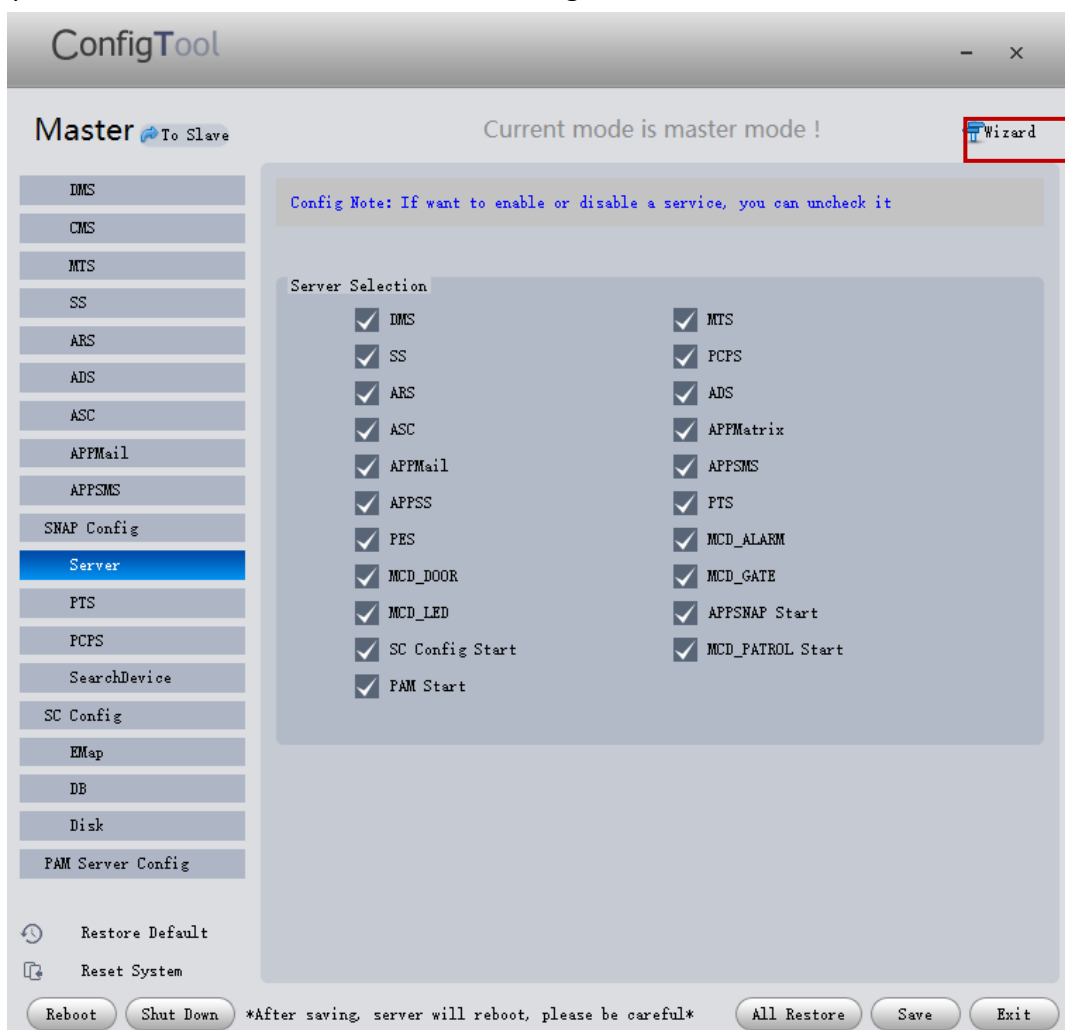 ConfigTool
Master To Slave
Current mode is master mode !
Wizard
DMS
CMS
MTS
SS
ARS
ADS
ASC
APPMail
APPSMS
SNAP Config
Server
PTS
PCPS
SearchDevice
SC Config
EMap
DB
Disk
PAM Server Config
Restore Default
Reset System
Config Note: If want to enable or disable a service, you can uncheck it
Server Selection
DMS MTS
SS PCPS
ARS ADS
ASC APPMatrix
APPMail APPSMS
APPSS PTS
PES MCD_ALARM
MCD_DOOR MCD_GATE
MCD_LED APPSNAP Start
SC Config Start MCD_PATROL Start
PAM Start
Reboot Shut Down *After saving, server will reboot, please be careful* All Restore Save Exit